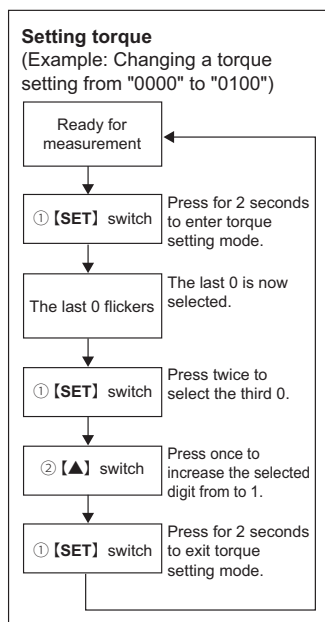 Setting torque
(Example: Changing a torque
setting from "0000" to "0100")
Ready for
measurement
①【SET】 switch
Press for 2 seconds
to enter torque
setting mode.
The last 0 flickers
The last 0 is now
selected.
①【SET】 switch
Press twice to
select the third 0.
②【▲】 switch
Press once to
increase the selected
digit from to 1.
①【SET】 switch
Press for 2 seconds
to exit torque
setting mode.